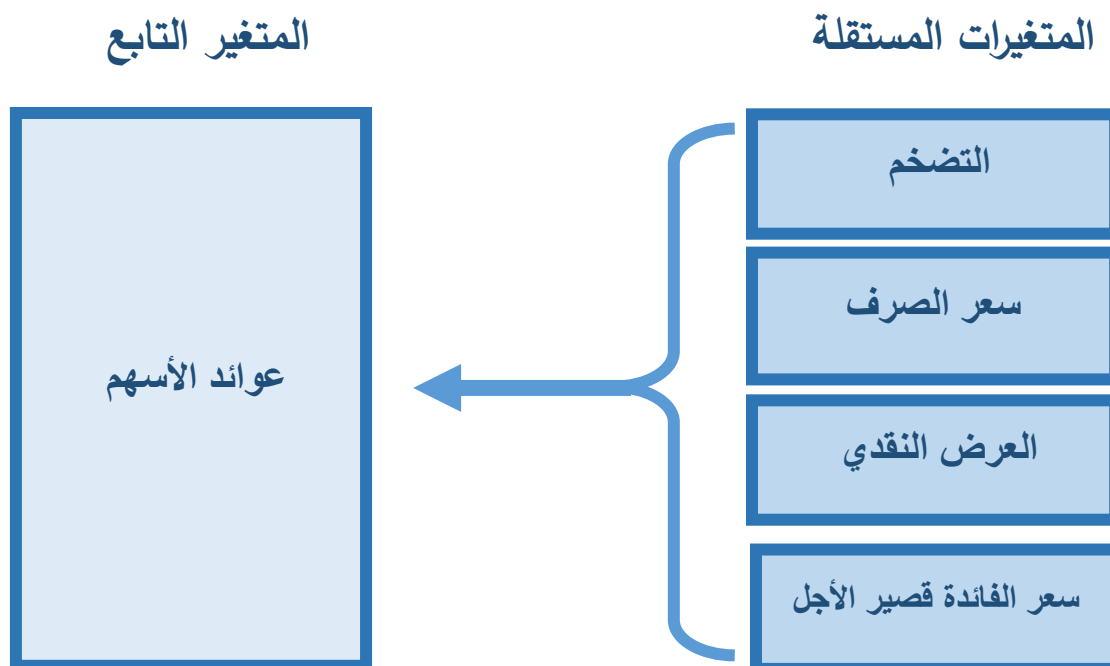 المتغيرات المستقلة
المتغير التابع
التضخم
سعر الصرف
العرض النقدي
سعر الفائدة قصير الأجل
عوائد الأسهم